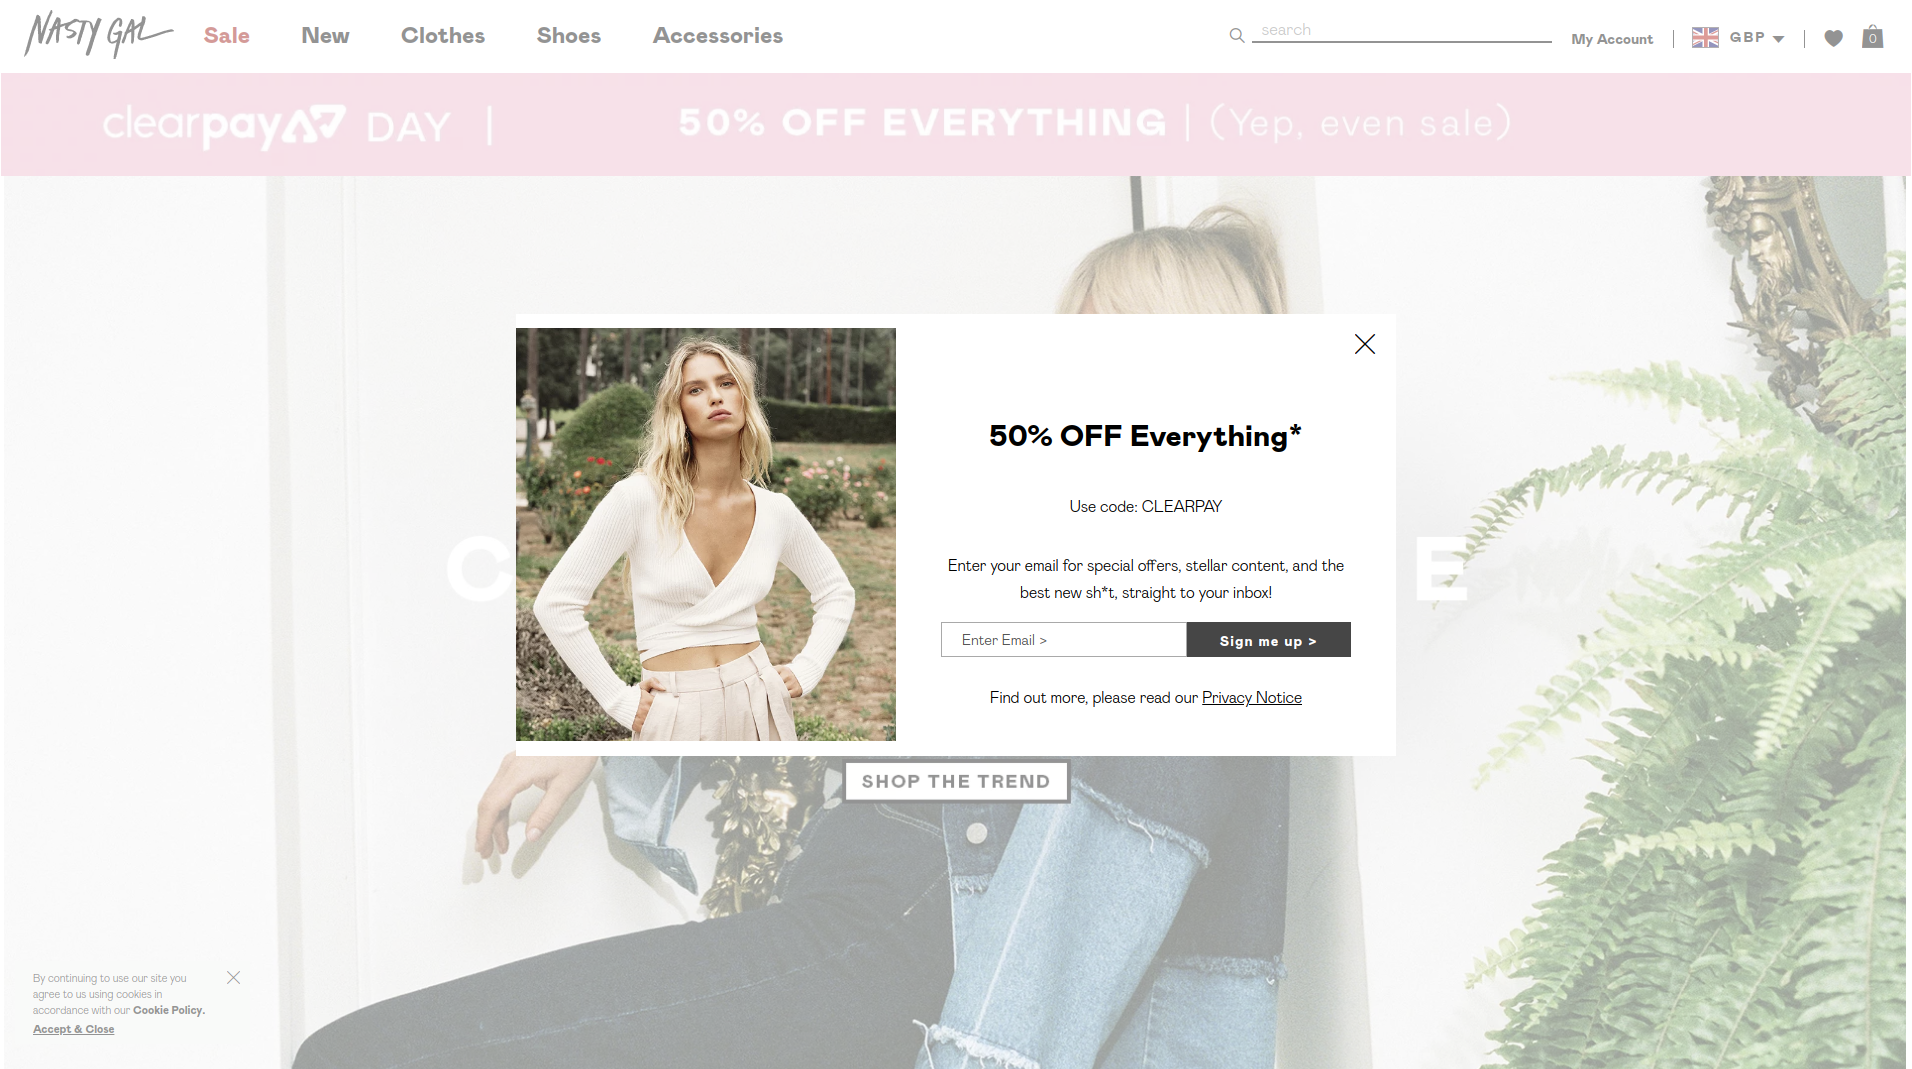 NASTY GAL
Sale New Clothes Shoes Accessories
search
My Account
GBP
0
clearpay DAY | 50% OFF EVERYTHING | (Yep, even sale)
50% OFF Everything*
Use code: CLEARPAY
Enter your email for special offers, stellar content, and the
best new sh*t, straight to your inbox!
Enter Email >
Sign me up >
Find out more, please read our Privacy Notice
C
E
SHOP THE TREND
By continuing to use our site you
agree to us using cookies in
accordance with our Cookie Policy.
Accept & Close